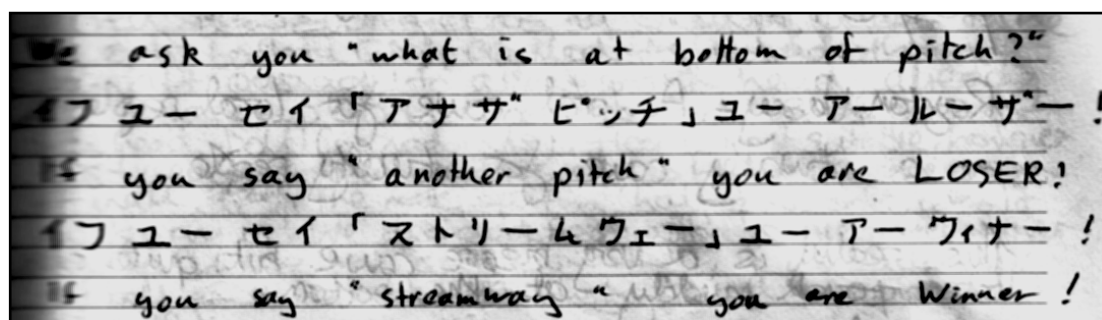 ask you "what is at bottom of pitch?"
イフ ユー セイ「アナザ ピッチ」ユー アー ルーザー!
If you say "another pitch" you are LOSER!
イフ ユー セイ「ストリームウェー」ユー アー ウィナー!
If you say "streamway" you are Winner!